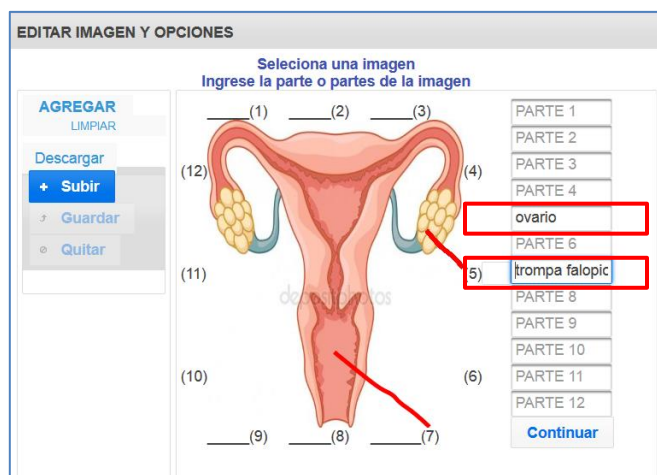 EDITAR IMAGEN Y OPCIONES
Seleciona una imagen
Ingrese la parte o partes de la imagen
AGREGAR
LIMPIAR
Descargar
+ Subir
Guardar
Quitar
_____(1) _____(2) _____(3)
(12) (4)
(11) 5)
depositphotos
(10) (6)
_____(9) _____(8) ______(7)
PARTE 1
PARTE 2
PARTE 3
PARTE 4
ovario
PARTE 6
trompa falopic
PARTE 8
PARTE 9
PARTE 10
PARTE 11
PARTE 12
Continuar